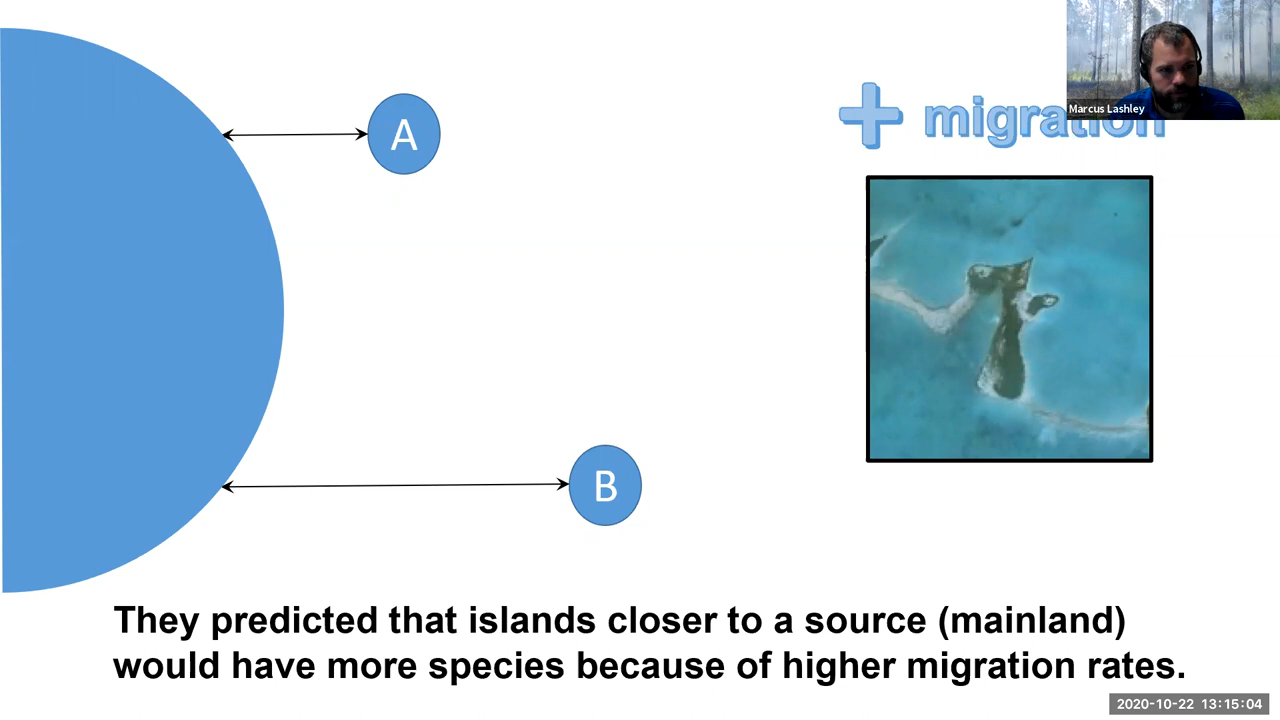 Marcus Lashley
migration
A
B
They predicted that islands closer to a source (mainland)
would have more species because of higher migration rates.
2020-10-22 13:15:04